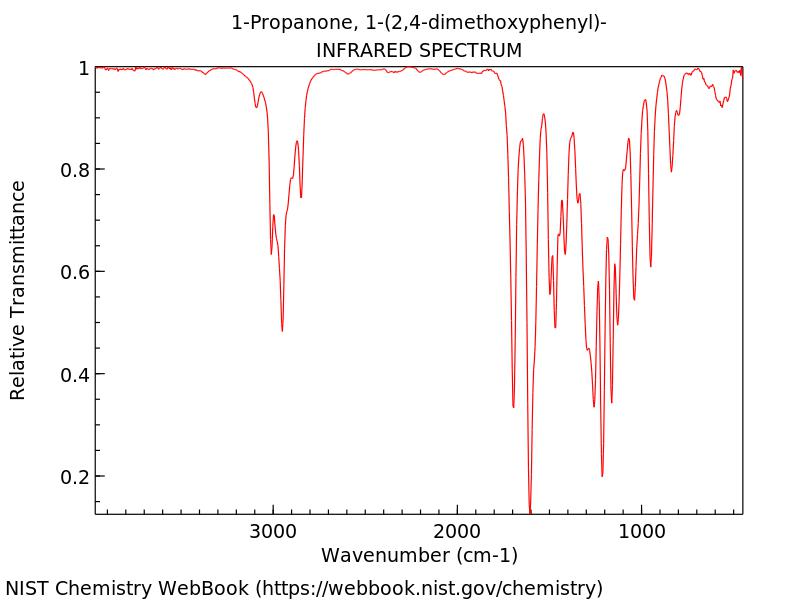 1-Propanone, 1-(2,4-dimethoxyphenyl)-
INFRARED SPECTRUM
1
0.8
0.6
0.4
0.2
Relative Transmittance
3000 2000 1000
Wavenumber (cm-1)
NIST Chemistry WebBook (https://webbook.nist.gov/chemistry)